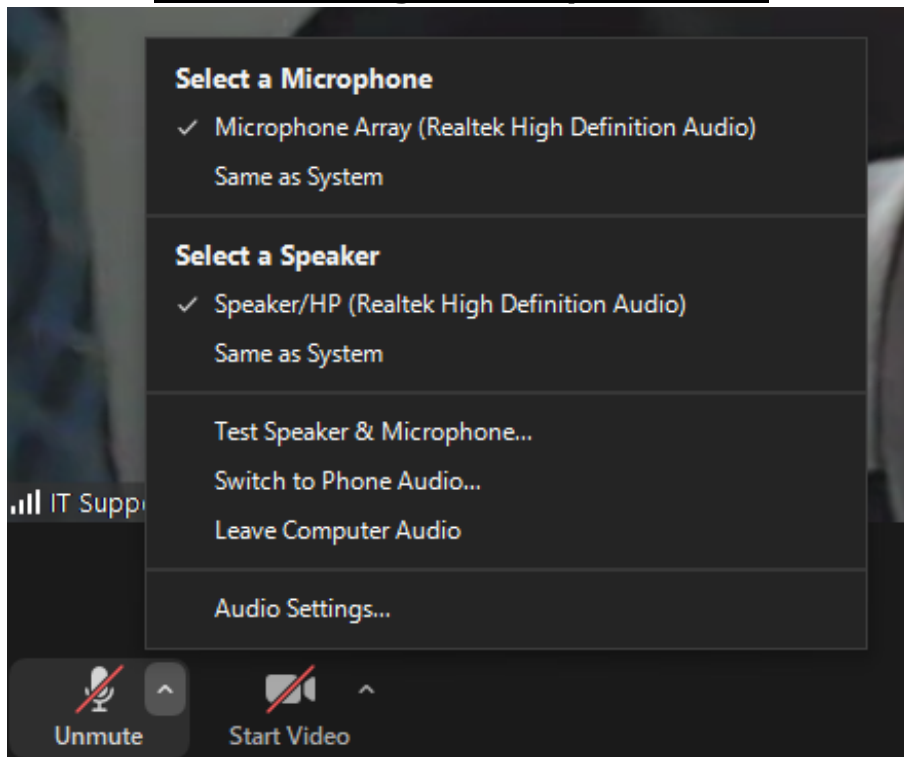 Select a Microphone
✓ Microphone Array (Realtek High Definition Audio)
Same as System
Select a Speaker
✓ Speaker/HP (Realtek High Definition Audio)
Same as System
Test Speaker & Microphone...
Switch to Phone Audio...
Leave Computer Audio
Audio Settings...
IT Supp
Unmute
Start Video